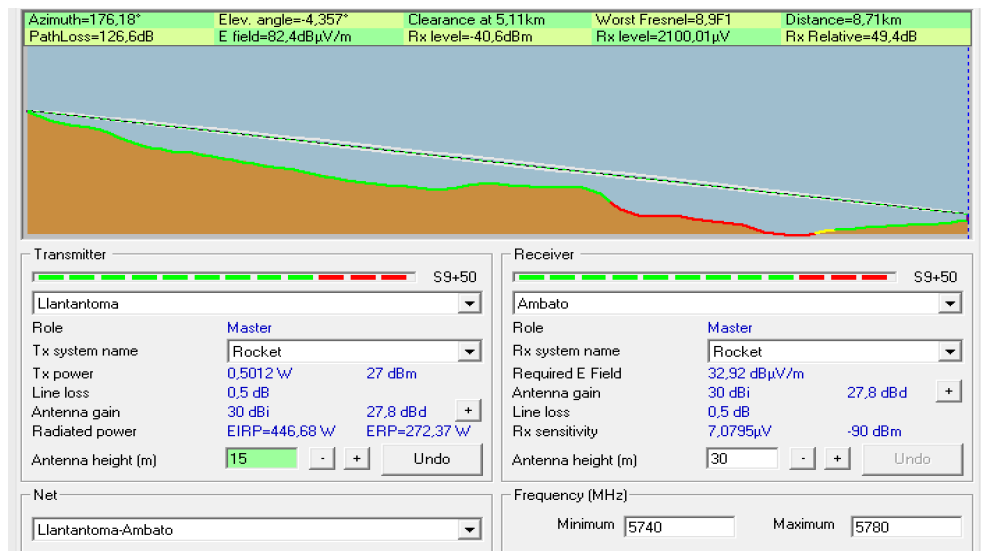 Azimuth=176,18° Elev. angle=-4,357° Clearance at 5,11km Worst Fresnel=8,9F1 Distance=8,71km
PathLoss=126,6dB E field=82,4dBµV/m Rx level=-40,6dBm Rx level=2100,01µV Rx Relative=49,4dB
Transmitter
S9+50
Llantantoma
Role Master
Tx system name Rocket
Tx power 0,5012 W 27 dBm
Line loss 0,5 dB
Antenna gain 30 dBi 27,8 dBd +
Radiated power EIRP=446,68 W ERP=272,37 W
Antenna height (m) 15 - + Undo
Net
Llantantoma-Ambato
Receiver
S9+50
Ambato
Role Master
Rx system name Rocket
Required E Field 32,92 dBµV/m
Antenna gain 30 dBi 27,8 dBd +
Line loss 0,5 dB
Rx sensitivity 7,0795µV -90 dBm
Antenna height (m) 30 - + Undo
Frequency (MHz)
Minimum 5740 Maximum 5780